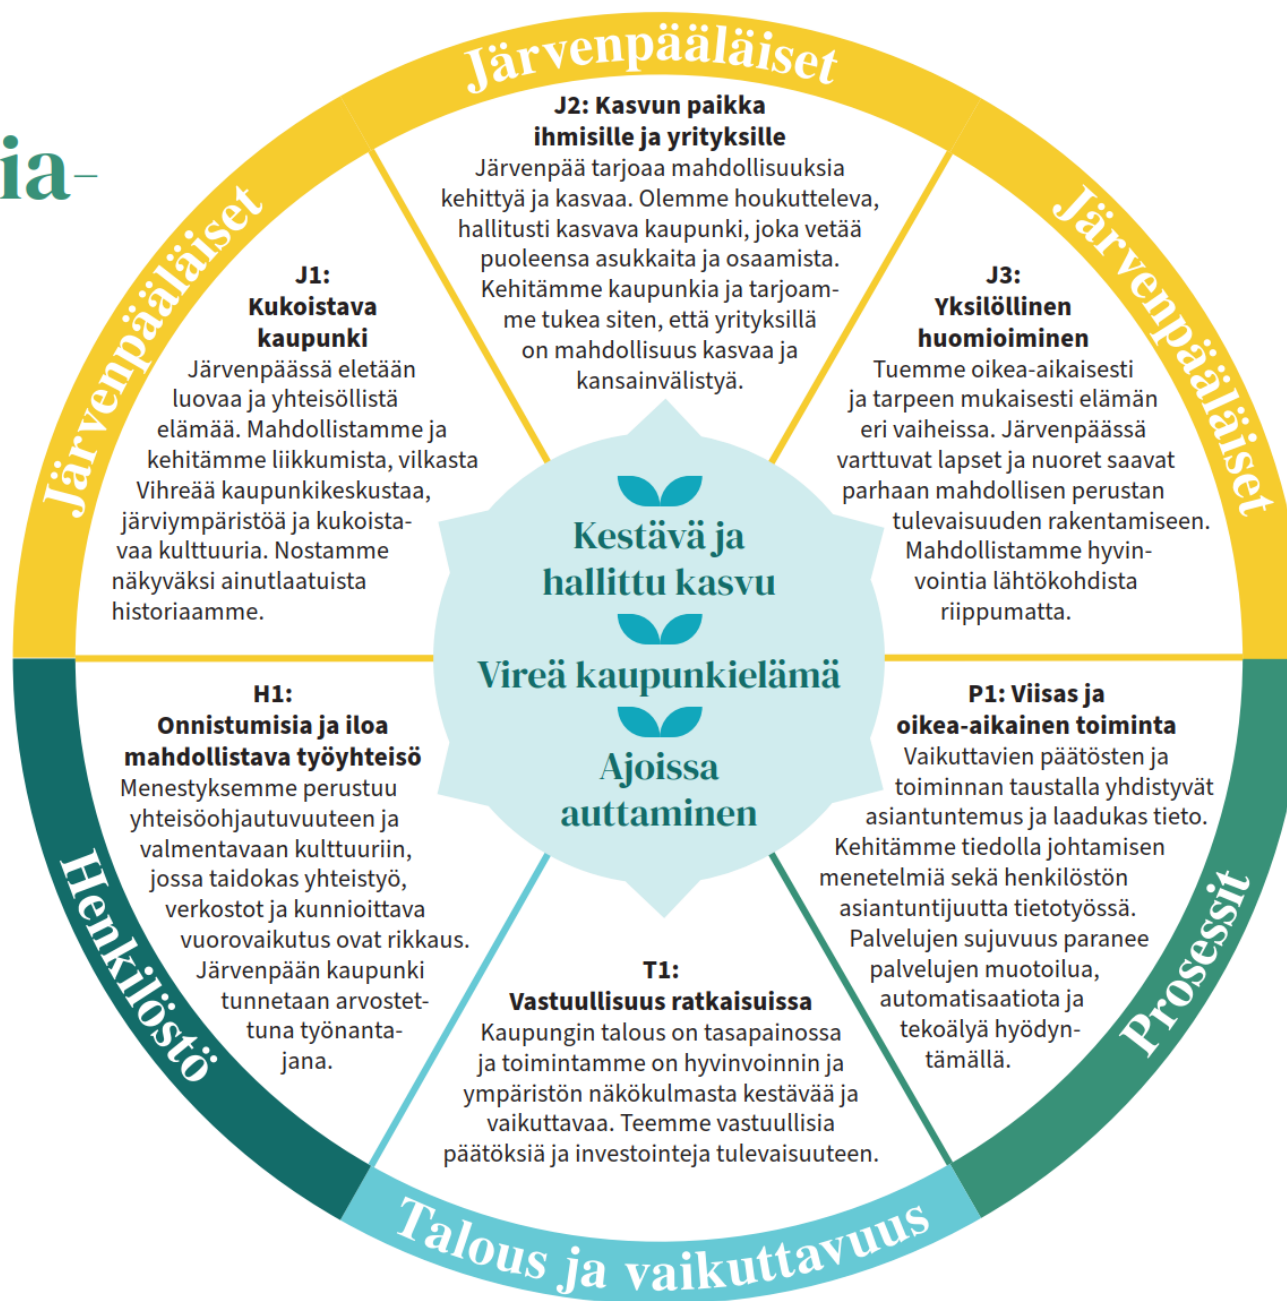 ia-
Järvenpääläiset
J2: Kasvun paikka
ihmisille ja yrityksille
Järvenpää tarjoaa mahdollisuuksia
kehittyä ja kasvaa. Olemme houkutteleva,
hallitusti kasvava kaupunki, joka vetää
puoleensa asukkaita ja osaamista.
Kehitämme kaupunkia ja tarjoam-
me tukea siten, että yrityksillä
on mahdollisuus kasvaa ja
kansainvälistyä.
Järvenpääläiset
J1:
Kukoistava
kaupunki
Järvenpäässä eletään
luovaa ja yhteisöllistä
elämää. Mahdollistamme ja
kehitämme liikkumista, vilkasta
Vihreää kaupunkikeskustaa,
järviympäristöä ja kukoista-
vaa kulttuuria. Nostamme
näkyväksi ainutlaatuista
historiaamme.
Järvenpääläiset
J3:
Yksilöllinen
huomioiminen
Tuemme oikea-aikaisesti
ja tarpeen mukaisesti elämän
eri vaiheissa. Järvenpäässä
varttuvat lapset ja nuoret saavat
parhaan mahdollisen perustan
tulevaisuuden rakentamiseen.
Mahdollistamme hyvin-
vointia lähtökohdista
riippumatta.
Kestävä ja
hallittu kasvu
Vireä kaupunkielämä
Ajoissa
auttaminen
H1:
Onnistumisia ja iloa
mahdollistava työyhteisö
Menestyksemme perustuu
yhteisöohjautuvuuteen ja
valmentavaan kulttuuriin,
jossa taidokas yhteistyö,
verkostot ja kunnioittava
vuorovaikutus ovat rikkaus.
Järvenpään kaupunki
tunnetaan arvostet-
tuna työnanta-
jana.
Henkilöstö
P1: Viisas ja
oikea-aikainen toiminta
Vaikuttavien päätösten ja
toiminnan taustalla yhdistyvät
asiantuntemus ja laadukas tieto.
Kehitämme tiedolla johtamisen
menetelmiä sekä henkilöstön
asiantuntijuutta tietotyössä.
Palvelujen sujuvuus paranee
palvelujen muotoilua,
automatisaatiota ja
tekoälyä hyödyn-
tämällä.
Prosessit
T1:
Vastuullisuus ratkaisuissa
Kaupungin talous on tasapainossa
ja toimintamme on hyvinvoinnin ja
ympäristön näkökulmasta kestävää ja
vaikuttavaa. Teemme vastuullisia
päätöksiä ja investointeja tulevaisuuteen.
Talous ja vaikuttavuus